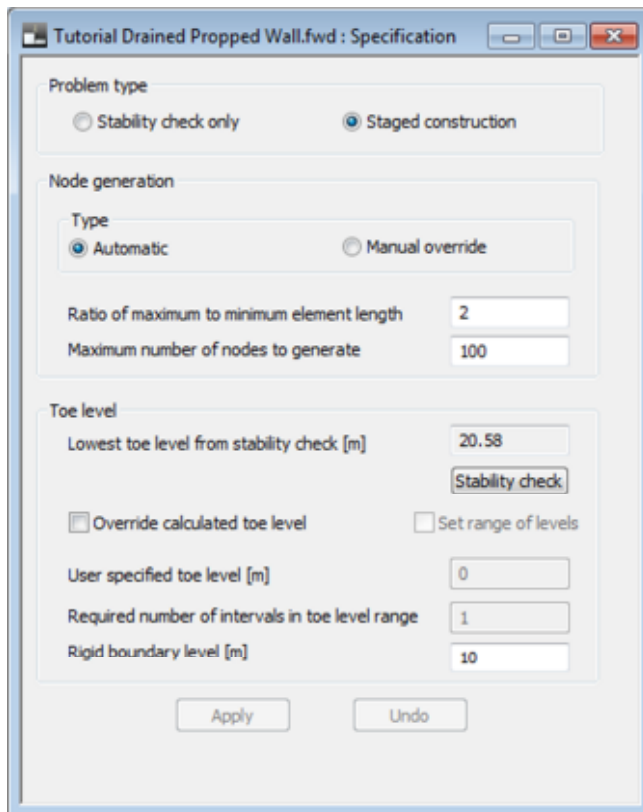 Tutorial Drained Propped Wall.fwd : Specification
Problem type
Stability check only
Staged construction
Node generation
Type
Automatic
Manual override
Ratio of maximum to minimum element length 2
Maximum number of nodes to generate 100
Toe level
Lowest toe level from stability check [m] 20.58
Stability check
Override calculated toe level
Set range of levels
User specified toe level [m] 0
Required number of intervals in toe level range 1
Rigid boundary level [m] 10
Apply
Undo